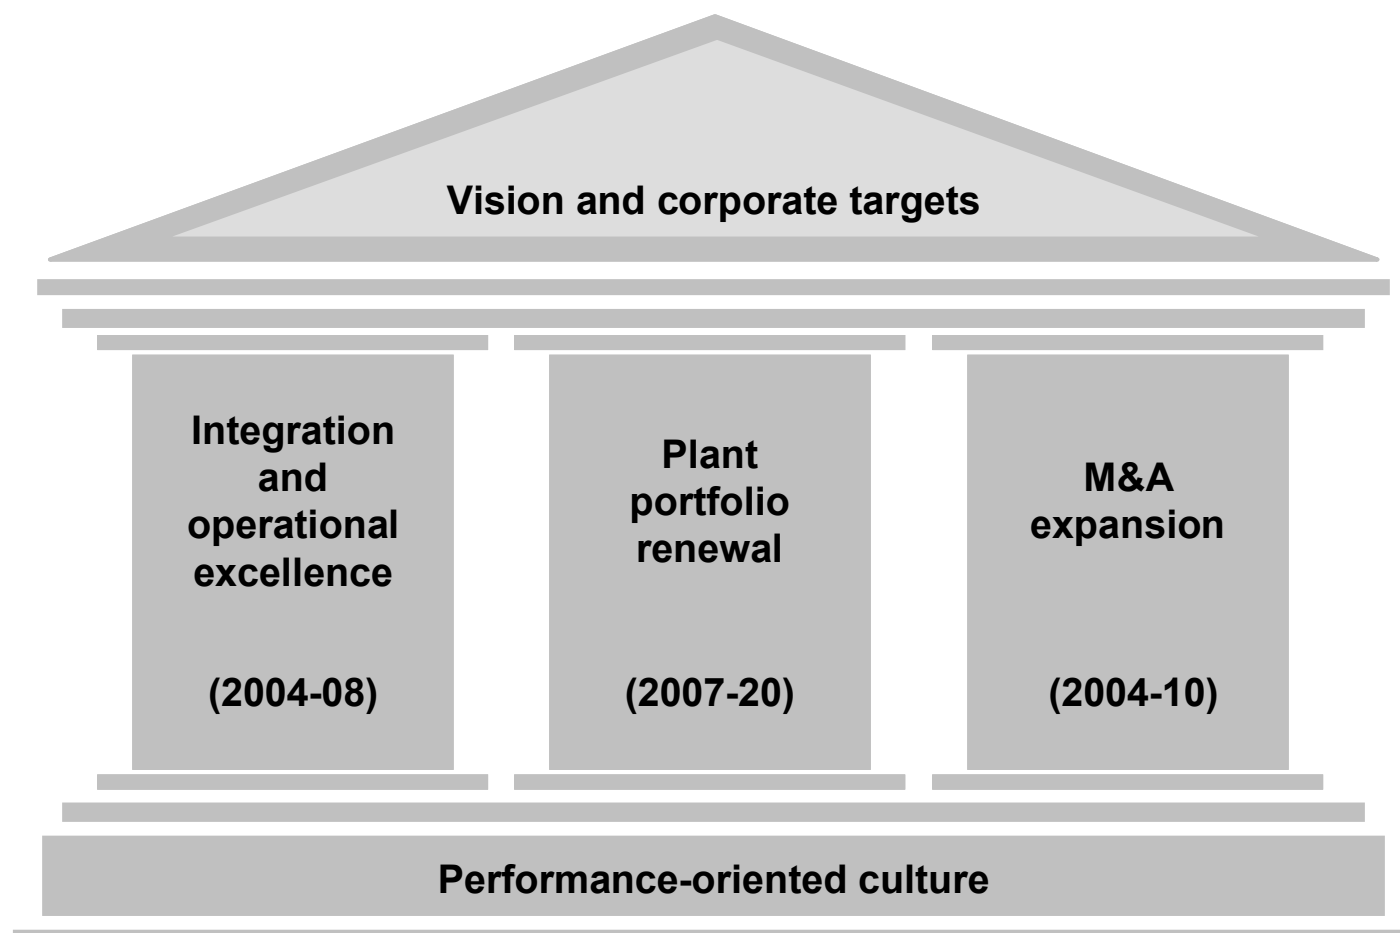 Vision and corporate targets
Integration
and
operational
excellence
(2004-08)
Plant
portfolio
renewal
(2007-20)
M&A
expansion
(2004-10)
Performance-oriented culture